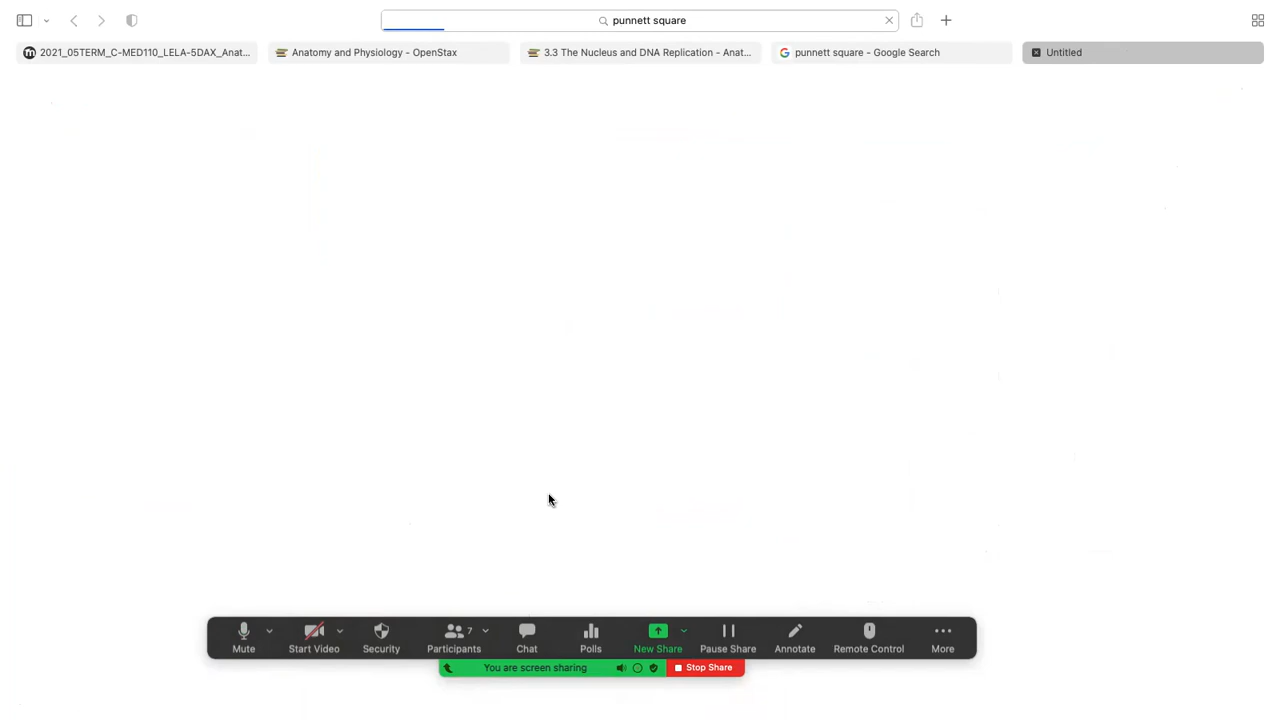 punnett square
2021_05TERM_C-MED110_LELA-5DAX_Anat...
Anatomy and Physiology - OpenStax
3.3 The Nucleus and DNA Replication - Anat...
punnett square - Google Search
Untitled
Mute
Start Video
Security
7
Participants
Chat
Polls
New Share
Pause Share
Annotate
Remote Control
More
You are screen sharing
Stop Share